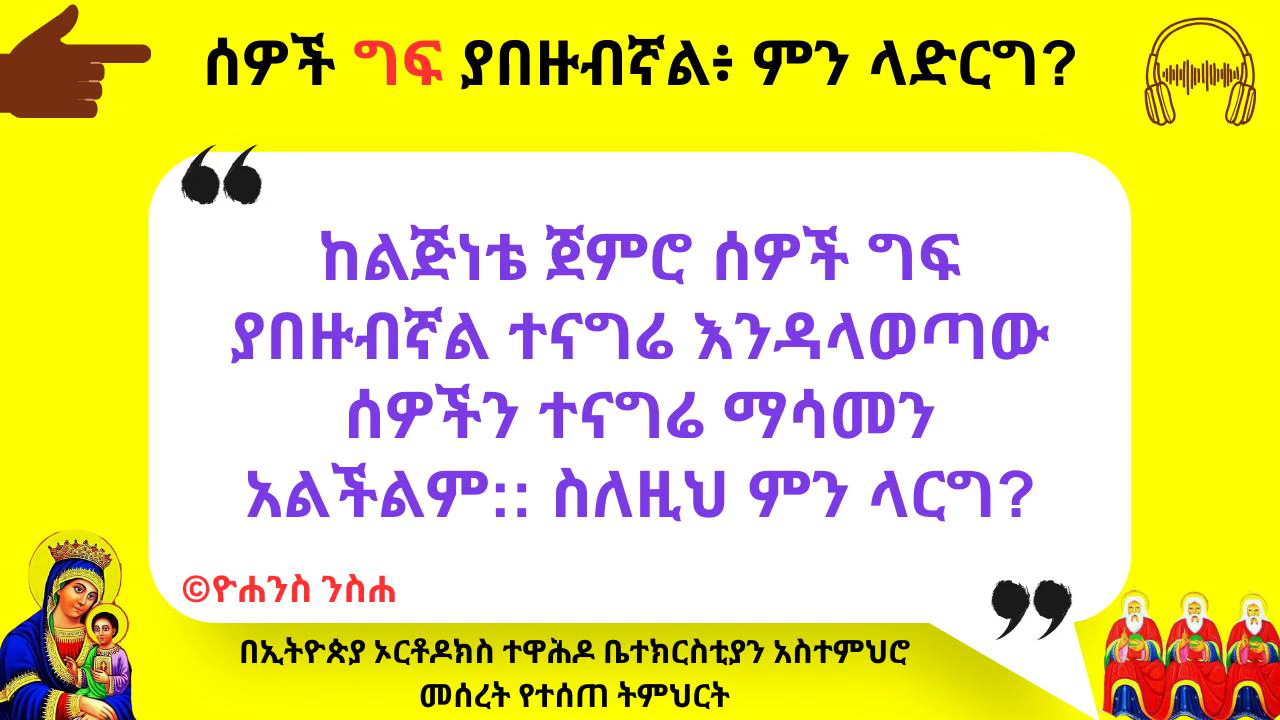 ሰዎች ግፍ ያበዙብኛል፥ ምን ላድርግ?
ከልጅነቴ ጀምሮ ሰዎች ግፍ
ያበዙብኛል ተናግሬ እንዳላወጣው
ሰዎችን ተናግሬ ማሳመን
አልችልም:: ስለዚህ ምን ላርግ?
©ዮሐንስ ንስሐ
በኢትዮጵያ ኦርቶዶክስ ተዋሕዶ ቤተክርስቲያን አስተምህሮ
መሰረት የተሰጠ ትምህርት